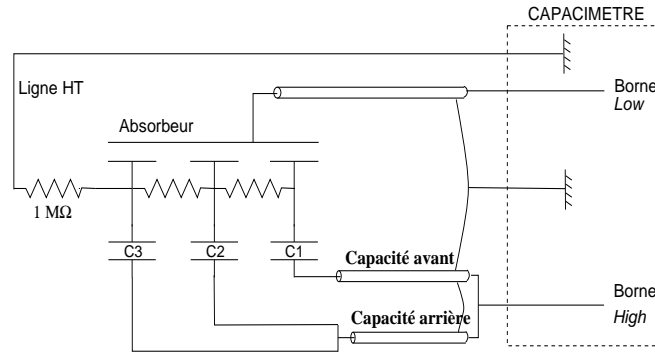 CAPACIMETRE
Ligne HT
Borne
Low
Absorbeur
1 MΩ
C3
C2
C1
Capacité avant
Capacité arrière
Borne
High